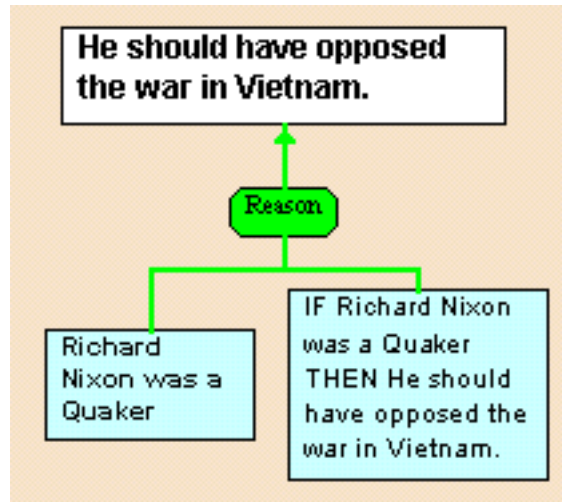 He should have opposed
the war in Vietnam.
Reason
Richard
Nixon was a
Quaker
IF Richard Nixon
was a Quaker
THEN He should
have opposed the
war in Vietnam.